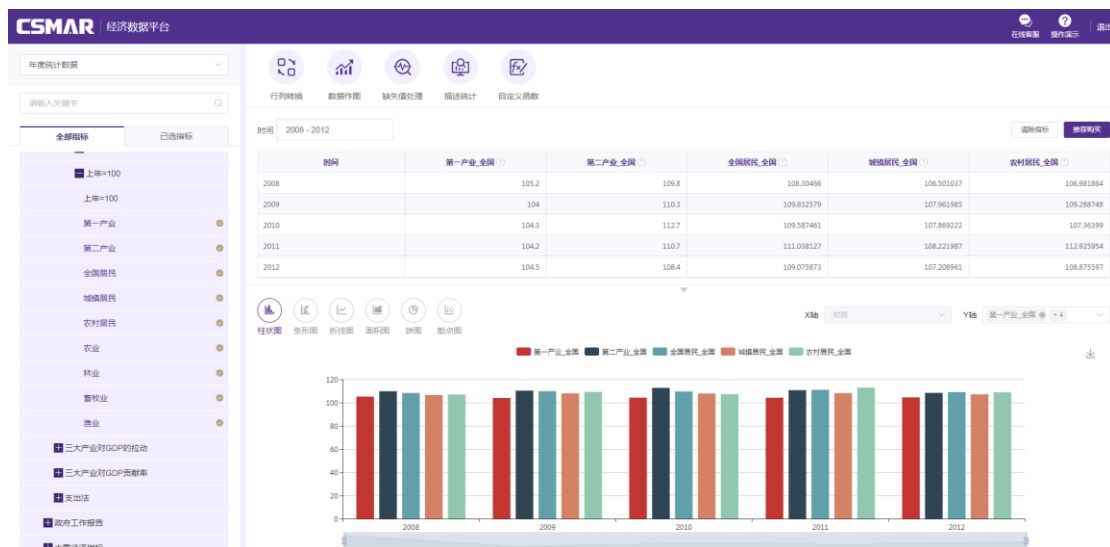 CSMAR 经济数据平台
在线客服 操作演示 退出
年度统计数据
请输入关键字
全部指标 已选指标
上年=100
上年=100
第一产业
第二产业
全国居民
城镇居民
农村居民
农业
林业
畜牧业
渔业
三大产业对GDP的拉动
三大产业对GDP贡献率
支出法
政府工作报告
行列转换 数据作图 缺失值处理 描述统计 自定义函数
时间 2008 - 2012 清除指标 推荐购买
时间 第一产业_全国 第二产业_全国 全国居民_全国 城镇居民_全国 农村居民_全国
2008 105.2 109.8 108.30466 106.501037 106.981864
2009 104 110.3 109.832579 107.961985 109.288748
2010 104.3 112.7 109.587461 107.869222 107.36399
2011 104.2 110.7 111.038127 108.221987 112.925954
2012 104.5 108.4 109.075873 107.208961 108.875597
柱状图 条形图 折线图 面积图 饼图 散点图
X轴 时间 Y轴 第一产业_全国 + 4
第一产业_全国 第二产业_全国 全国居民_全国 城镇居民_全国 农村居民_全国
120
100
80
60
40
20
0
2008 2009 2010 2011 2012